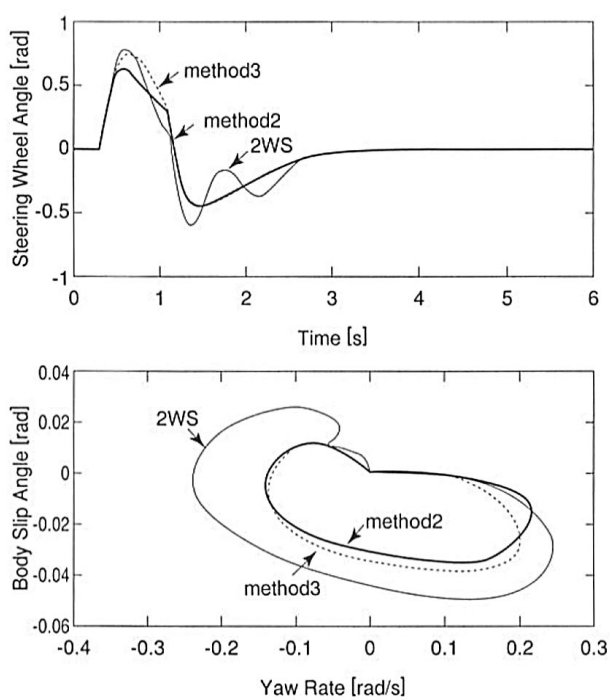 Steering Wheel Angle [rad]
1
0.5
0
-0.5
-1
method3
method2
2WS
0 1 2 3 4 5 6
Time [s]
Body Slip Angle [rad]
0.04
0.02
0
-0.02
-0.04
-0.06
2WS
method2
method3
-0.4 -0.3 -0.2 -0.1 0 0.1 0.2 0.3
Yaw Rate [rad/s]